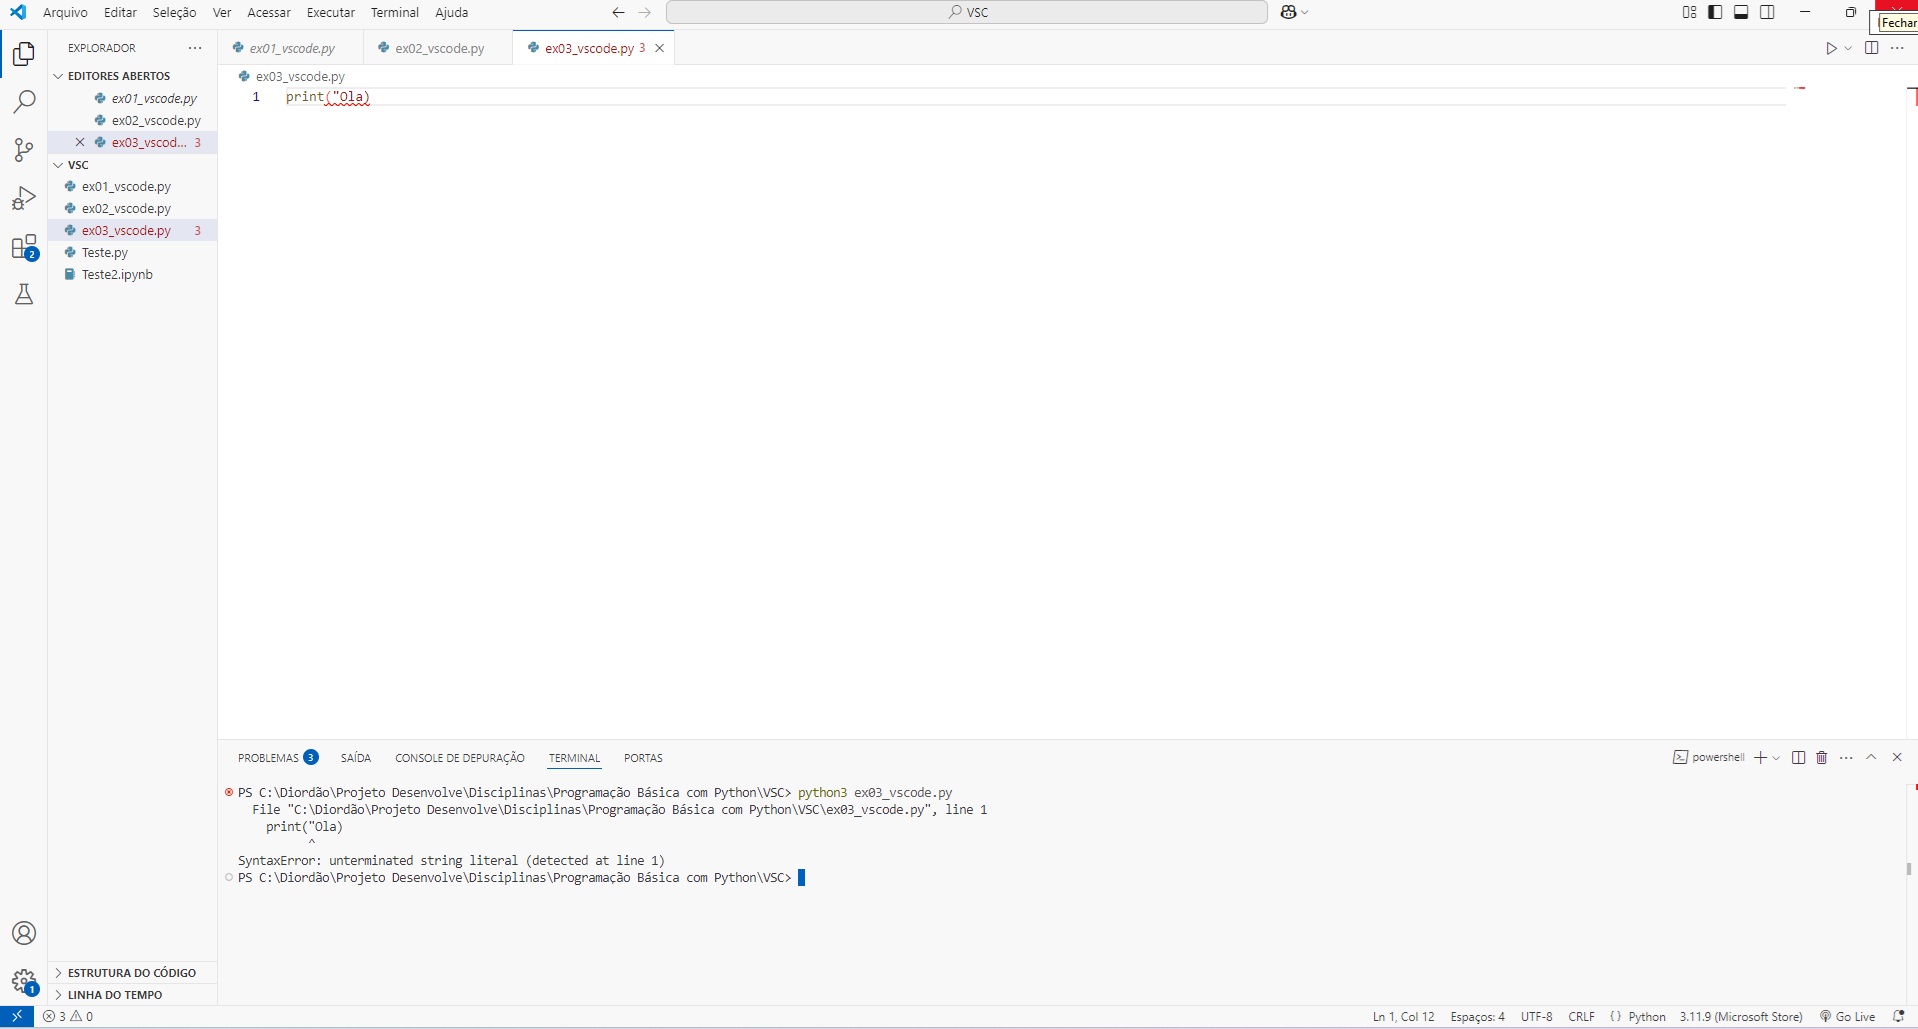 Arquivo Editar Seleção Ver Acessar Executar Terminal Ajuda
VSC
Fechar
EXPLORADOR
EDITORES ABERTOS
ex01_vscode.py
ex02_vscode.py
ex03_vscod... 3
VSC
ex01_vscode.py
ex02_vscode.py
ex03_vscode.py 3
Teste.py
Teste2.ipynb
ESTRUTURA DO CÓDIGO
LINHA DO TEMPO
ex01_vscode.py ex02_vscode.py ex03_vscode.py 3
ex03_vscode.py
1 print("Ola)
PROBLEMAS 3 SAÍDA CONSOLE DE DEPURAÇÃO TERMINAL PORTAS
powershell
PS C:\Diordão\Projeto Desenvolve\Disciplinas\Programação Básica com Python\VSC> python3 ex03_vscode.py
File "C:\Diordão\Projeto Desenvolve\Disciplinas\Programação Básica com Python\VSC\ex03_vscode.py", line 1
print("Ola)
^
SyntaxError: unterminated string literal (detected at line 1)
PS C:\Diordão\Projeto Desenvolve\Disciplinas\Programação Básica com Python\VSC>
2
1
3 0
Ln 1, Col 12 Espaços: 4 UTF-8 CRLF {} Python 3.11.9 (Microsoft Store) Go Live